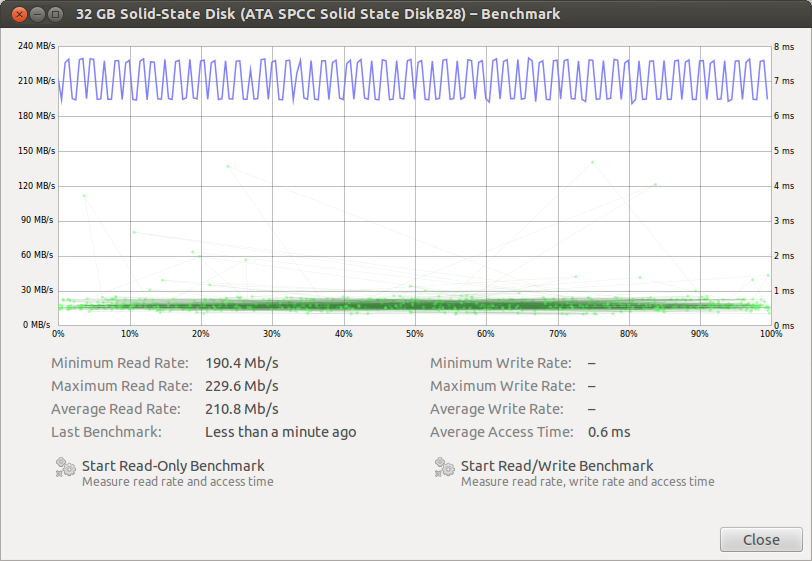 32 GB Solid-State Disk (ATA SPCC Solid State DiskB28) – Benchmark
240 MB/s
210 MB/s
180 MB/s
150 MB/s
120 MB/s
90 MB/s
60 MB/s
30 MB/s
0 MB/s
8 ms
7 ms
6 ms
5 ms
4 ms
3 ms
2 ms
1 ms
0 ms
0% 10% 20% 30% 40% 50% 60% 70% 80% 90% 100%
Minimum Read Rate: 190.4 Mb/s
Maximum Read Rate: 229.6 Mb/s
Average Read Rate: 210.8 Mb/s
Last Benchmark: Less than a minute ago
Minimum Write Rate: –
Maximum Write Rate: –
Average Write Rate: –
Average Access Time: 0.6 ms
Start Read-Only Benchmark
Measure read rate and access time
Start Read/Write Benchmark
Measure read rate, write rate and access time
Close